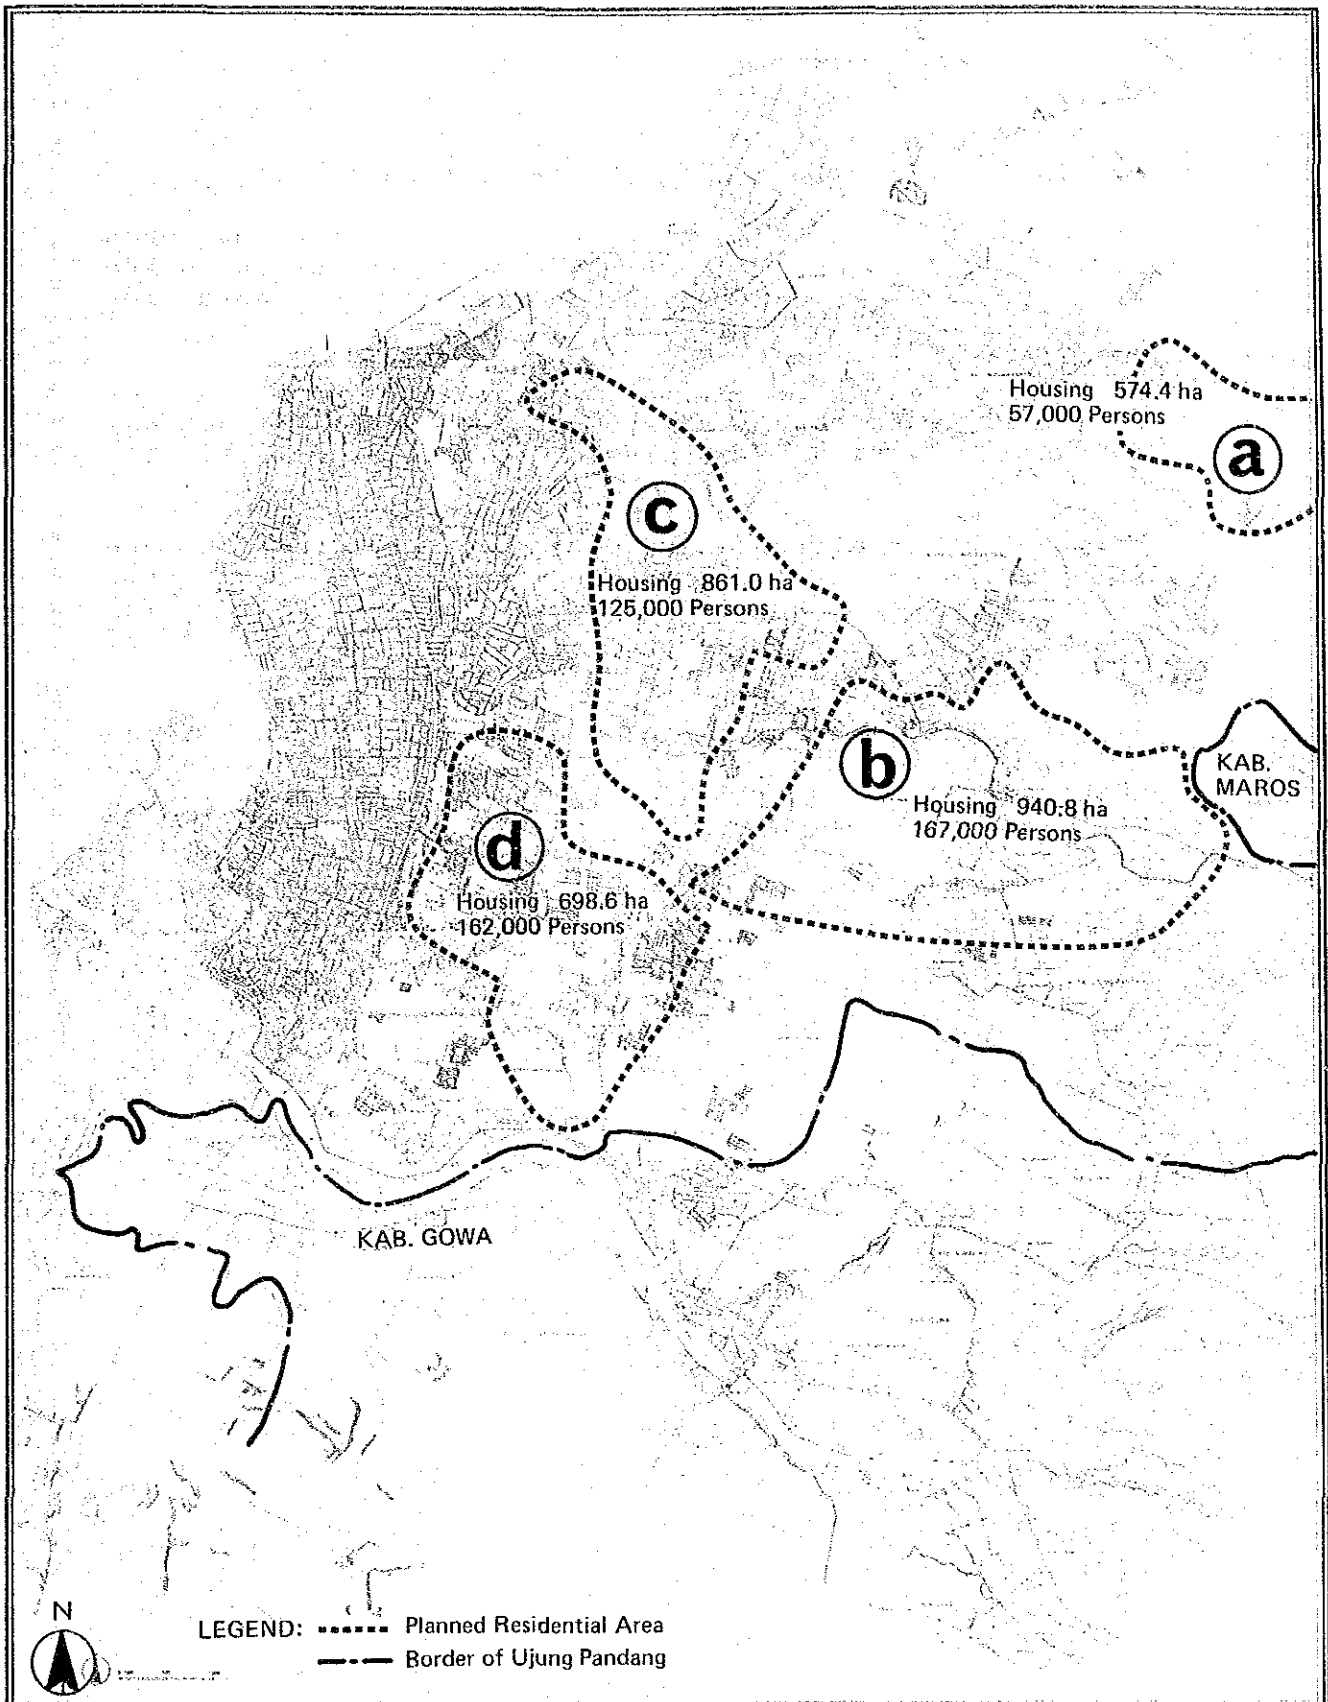 Housing 574.4 ha
57,000 Persons
a
c
Housing 861.0 ha
125,000 Persons
b
Housing 940.8 ha
167,000 Persons
KAB.
MAROS
d
Housing 698.6 ha
162,000 Persons
KAB. GOWA
N
LEGEND:
Planned Residential Area
Border of Ujung Pandang